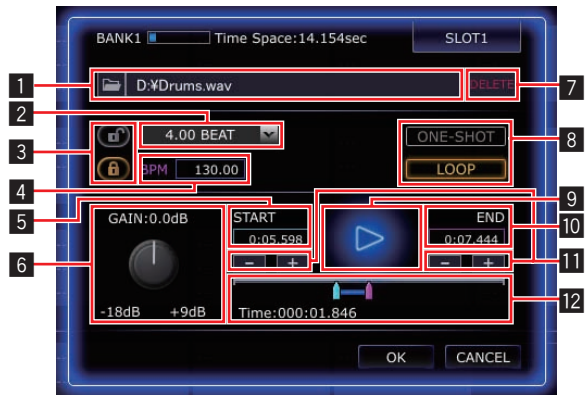 BANK1 Time Space:14.154sec SLOT1
1 D:¥Drums.wav DELETE 7
2 4.00 BEAT
3 ONE-SHOT 8
BPM 130.00 LOOP
4
5 9
GAIN:0.0dB START END 10
0:05.598 0:07.444
6 - + - + 11
-18dB +9dB Time:000:01.846 12
OK CANCEL